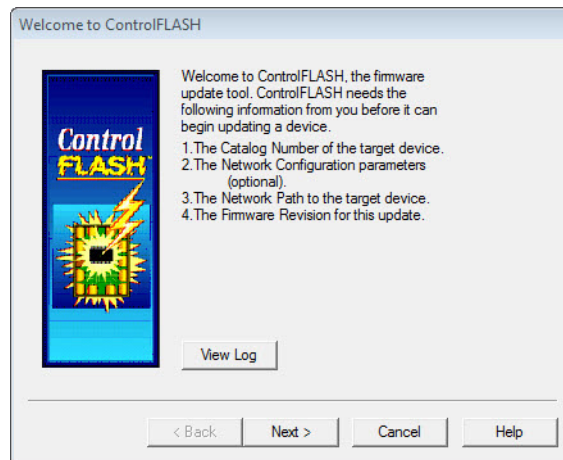 Welcome to ControlFLASH
Control
FLASH™
Welcome to ControlFLASH, the firmware
update tool. ControlFLASH needs the
following information from you before it can
begin updating a device.
1.The Catalog Number of the target device.
2.The Network Configuration parameters
(optional).
3.The Network Path to the target device.
4.The Firmware Revision for this update.
View Log
< Back
Next >
Cancel
Help